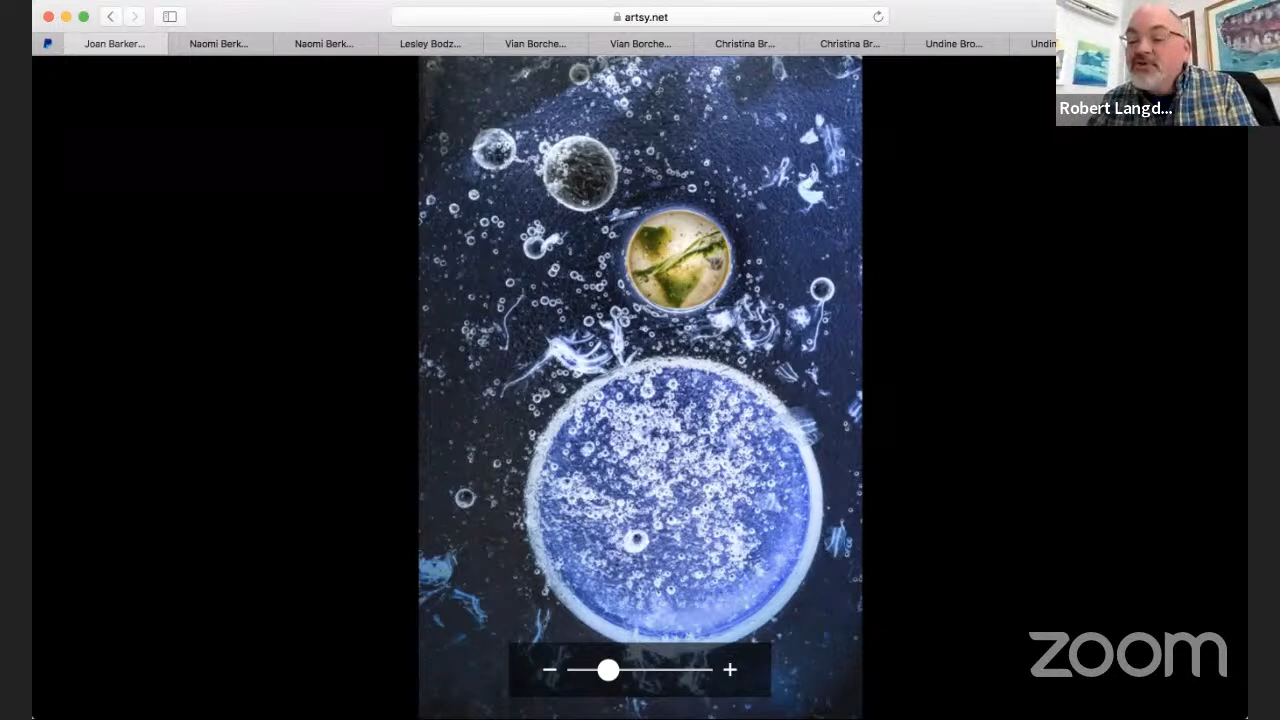 artsy.net
Joan Barker...
Naomi Berk...
Naomi Berk...
Lesley Bodz...
Vian Borche...
Vian Borche...
Christina Br...
Christina Br...
Undine Bro...
Undin
Robert Langd...
zoom